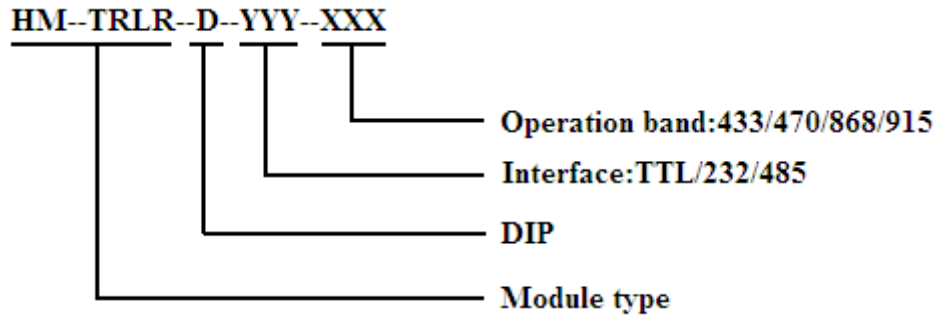 HM--TRLR--D--YYY--XXX
Operation band:433/470/868/915
Interface:TTL/232/485
DIP
Module type